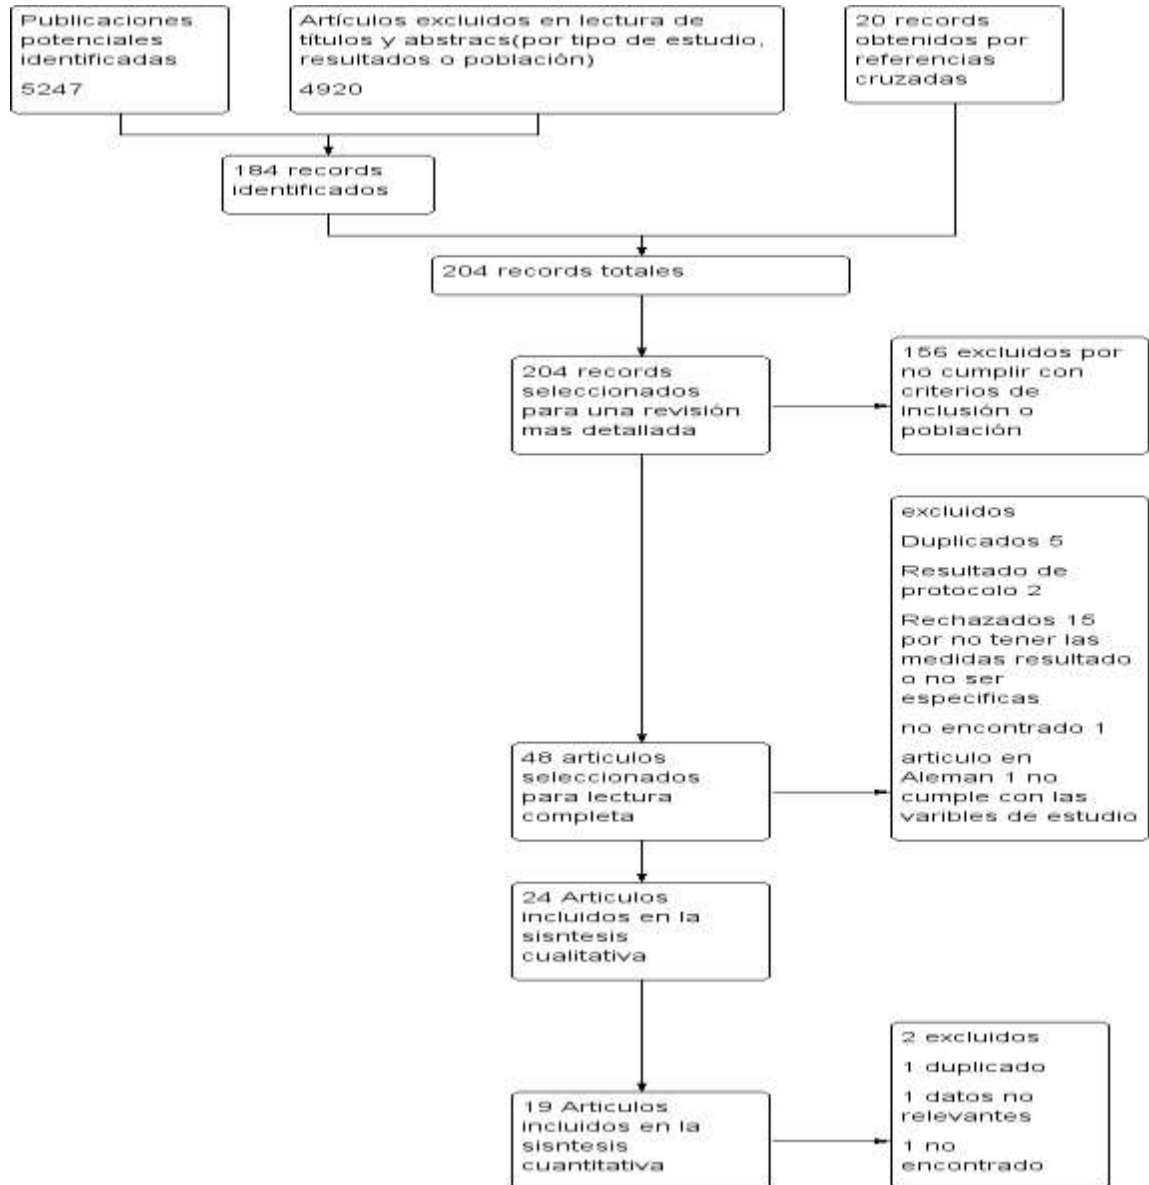 Publicaciones
potenciales
identificadas
5247
Artículos excluidos en lectura de
títulos y abstracs(por tipo de estudio,
resultados o población)
4920
20 records
obtenidos por
referencias
cruzadas
184 records
identificados
204 records totales
204 records
seleccionados
para una revisión
mas detallada
156 excluidos por
no cumplir con
criterios de
inclusión o
población
excluidos
Duplicados 5
Resultado de
protocolo 2
Rechazados 15
por no tener las
medidas resultado
o no ser
especificas
no encontrado 1
articulo en
Aleman 1 no
cumple con las
varibles de estudio
48 articulos
seleccionados
para lectura
completa
24 Articulos
incluidos en la
sisntesis
cualitativa
19 Articulos
incluidos en la
sisntesis
cuantitativa
2 excluidos
1 duplicado
1 datos no
relevantes
1 no
encontrado